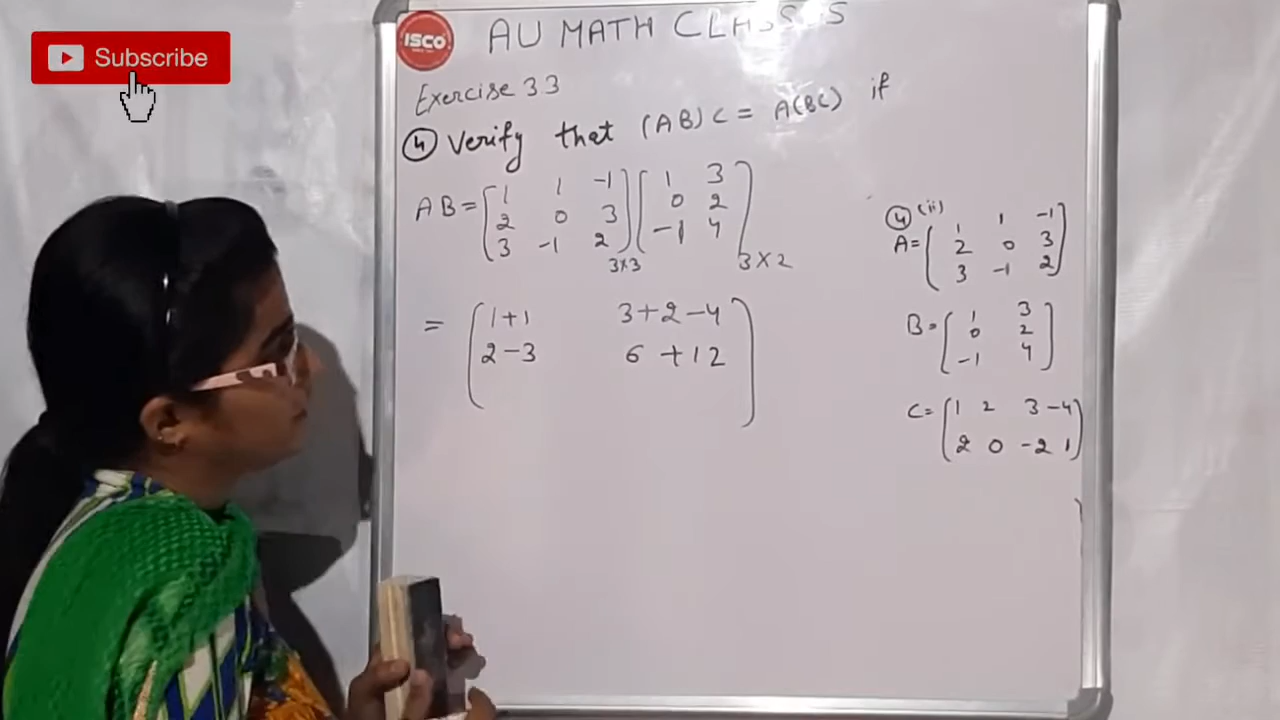 Subscribe
ISCO
AU MATH CLASSES
Exercise 33
④ Verify that (AB)C = A(BC) if
AB = [1 1 -1] [1 3]
2 0 3 0 2
3 -1 2 -1 4
3×3 3×2
= (1+1 3+2-4)
2-3 6 +12
④ (ii)
A = [1 1 -1]
2 0 3
3 -1 2
B = [1 3]
0 2
-1 4
C = [1 2 3 -4]
2 0 -2 1